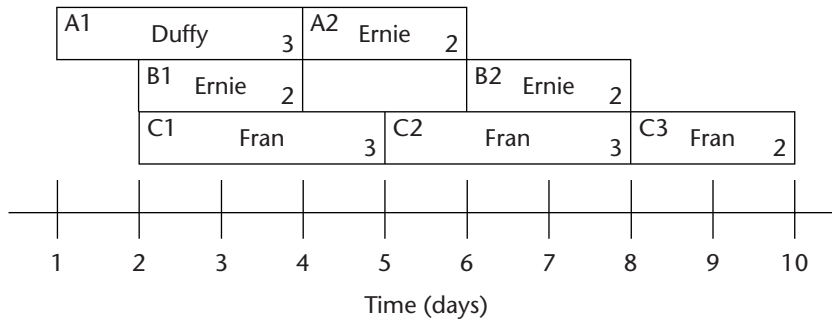 A1 Duffy 3 A2 Ernie 2
B1 Ernie 2 B2 Ernie 2
C1 Fran 3 C2 Fran 3 C3 Fran 2
1 2 3 4 5 6 7 8 9 10
Time (days)